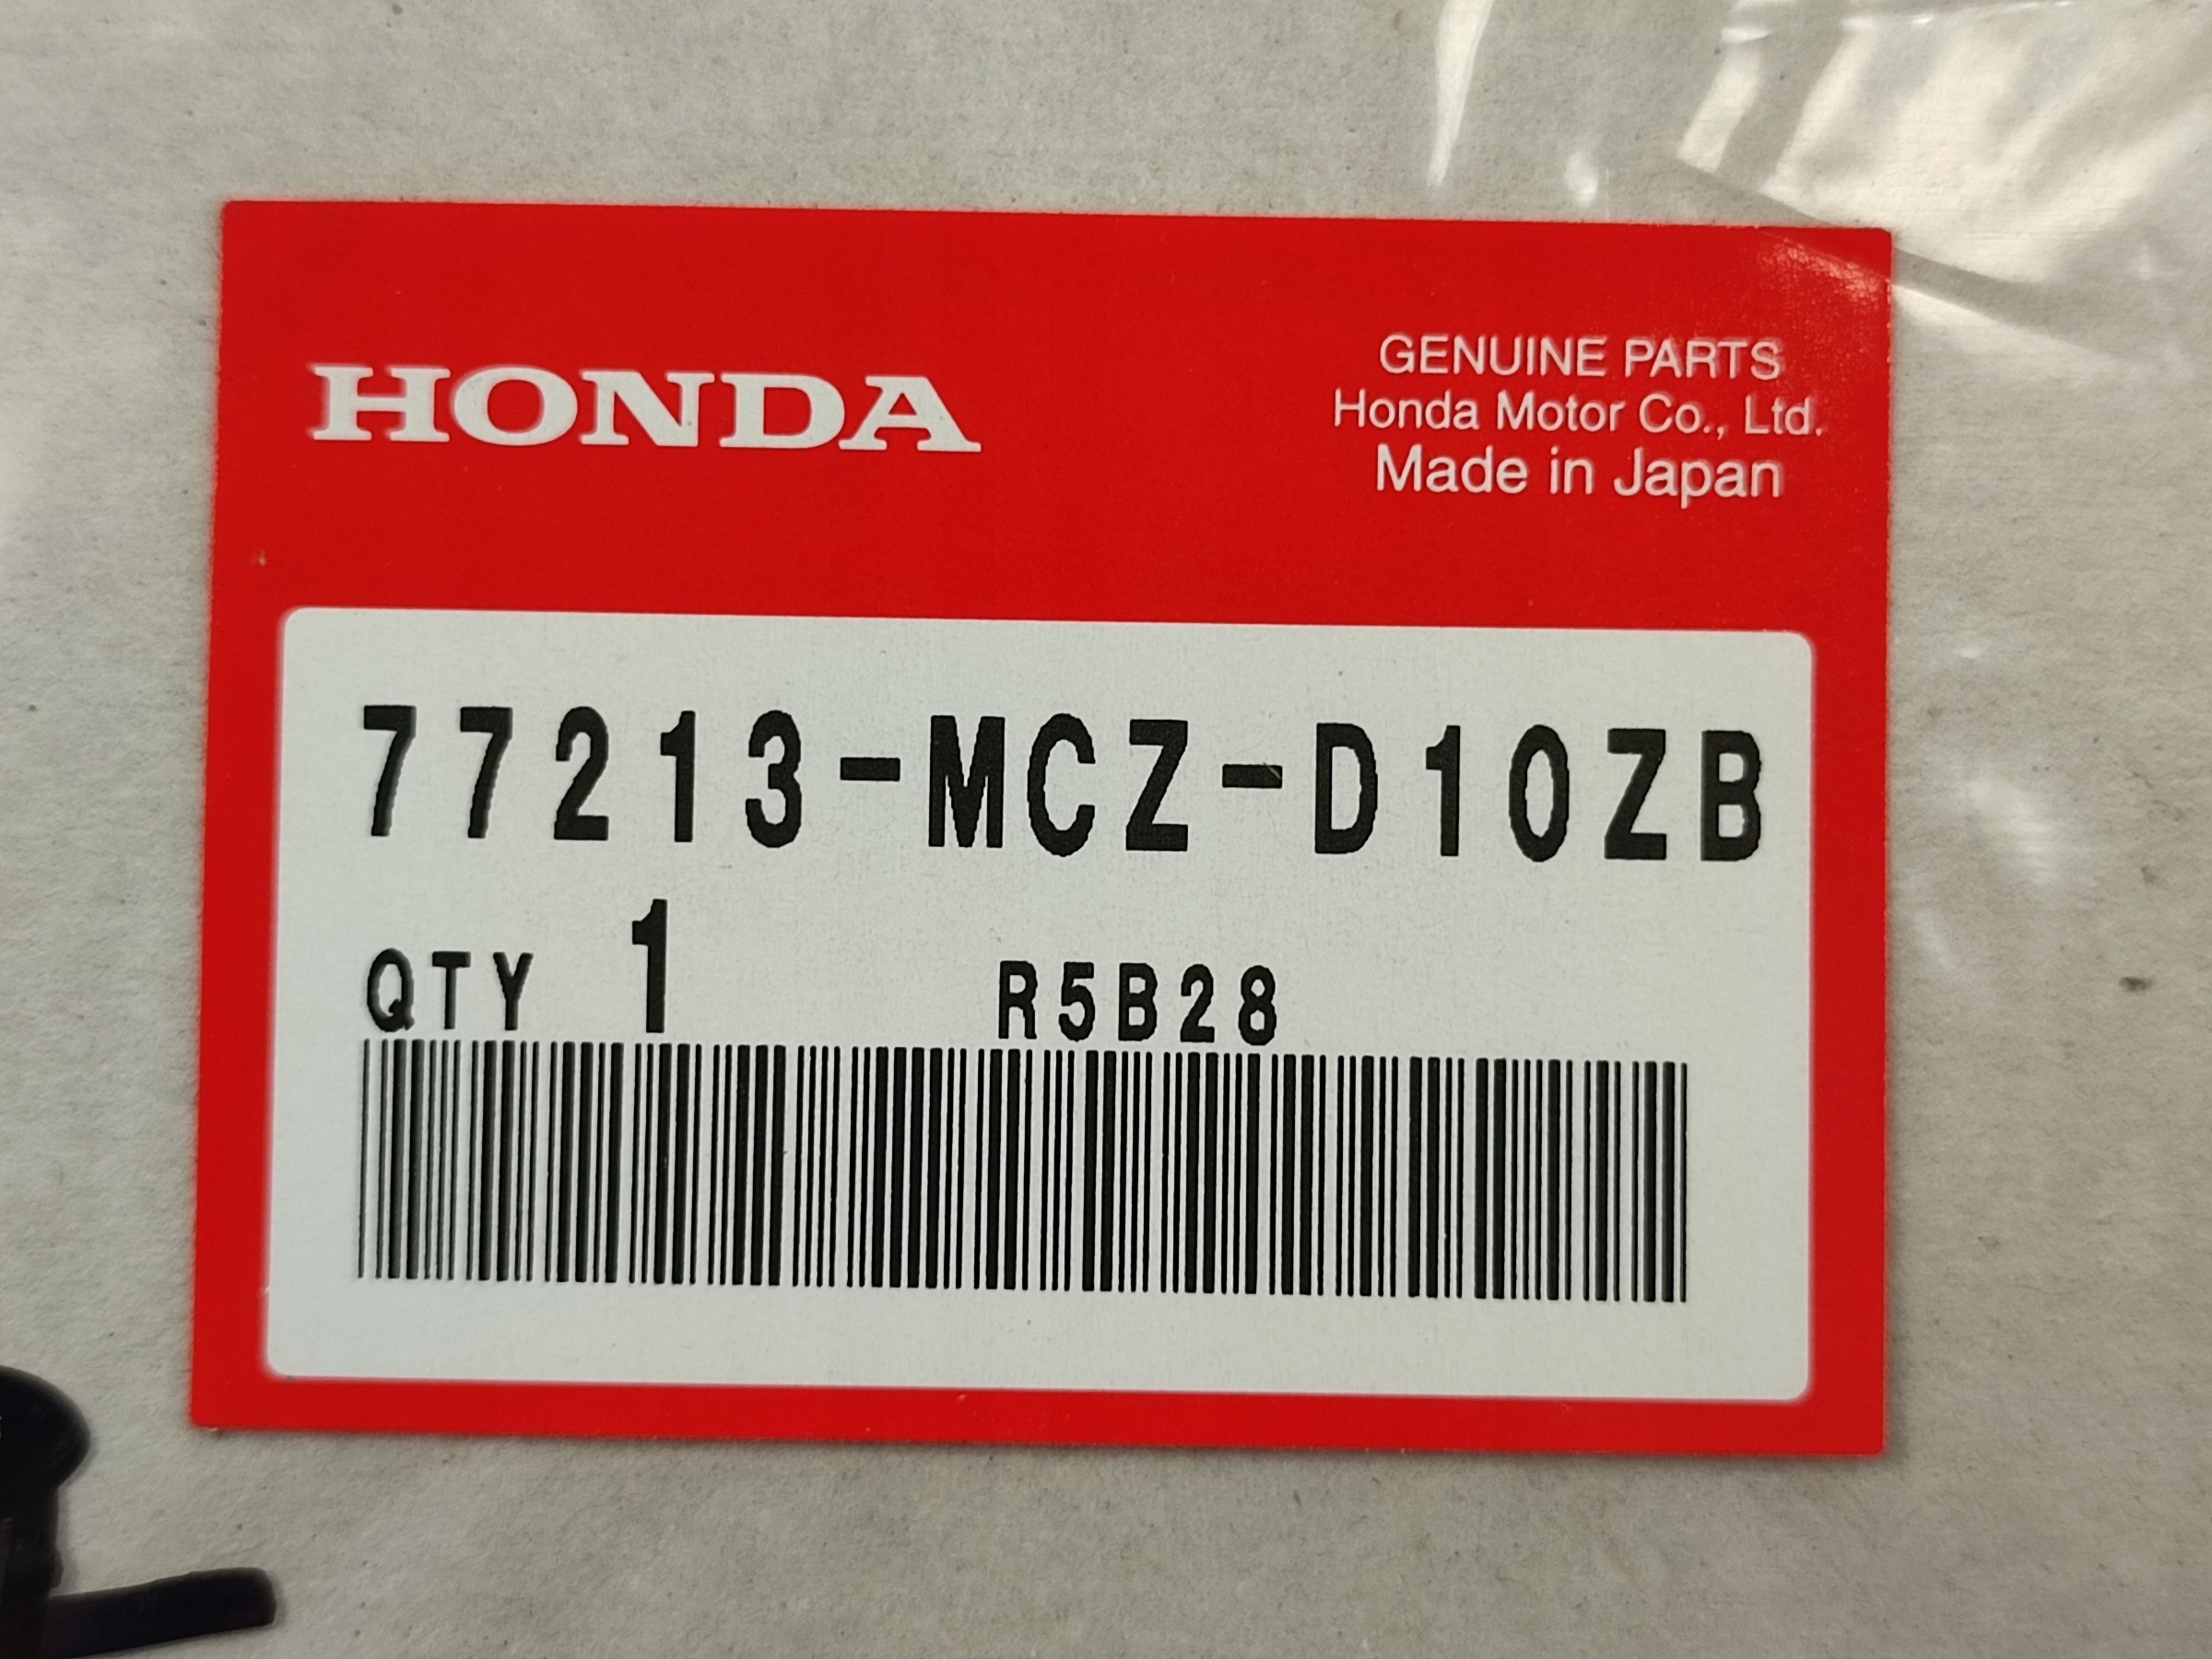 HONDA
GENUINE PARTS
Honda Motor Co., Ltd.
Made in Japan
77213-MCZ-D10ZB
QTY 1 R5B28